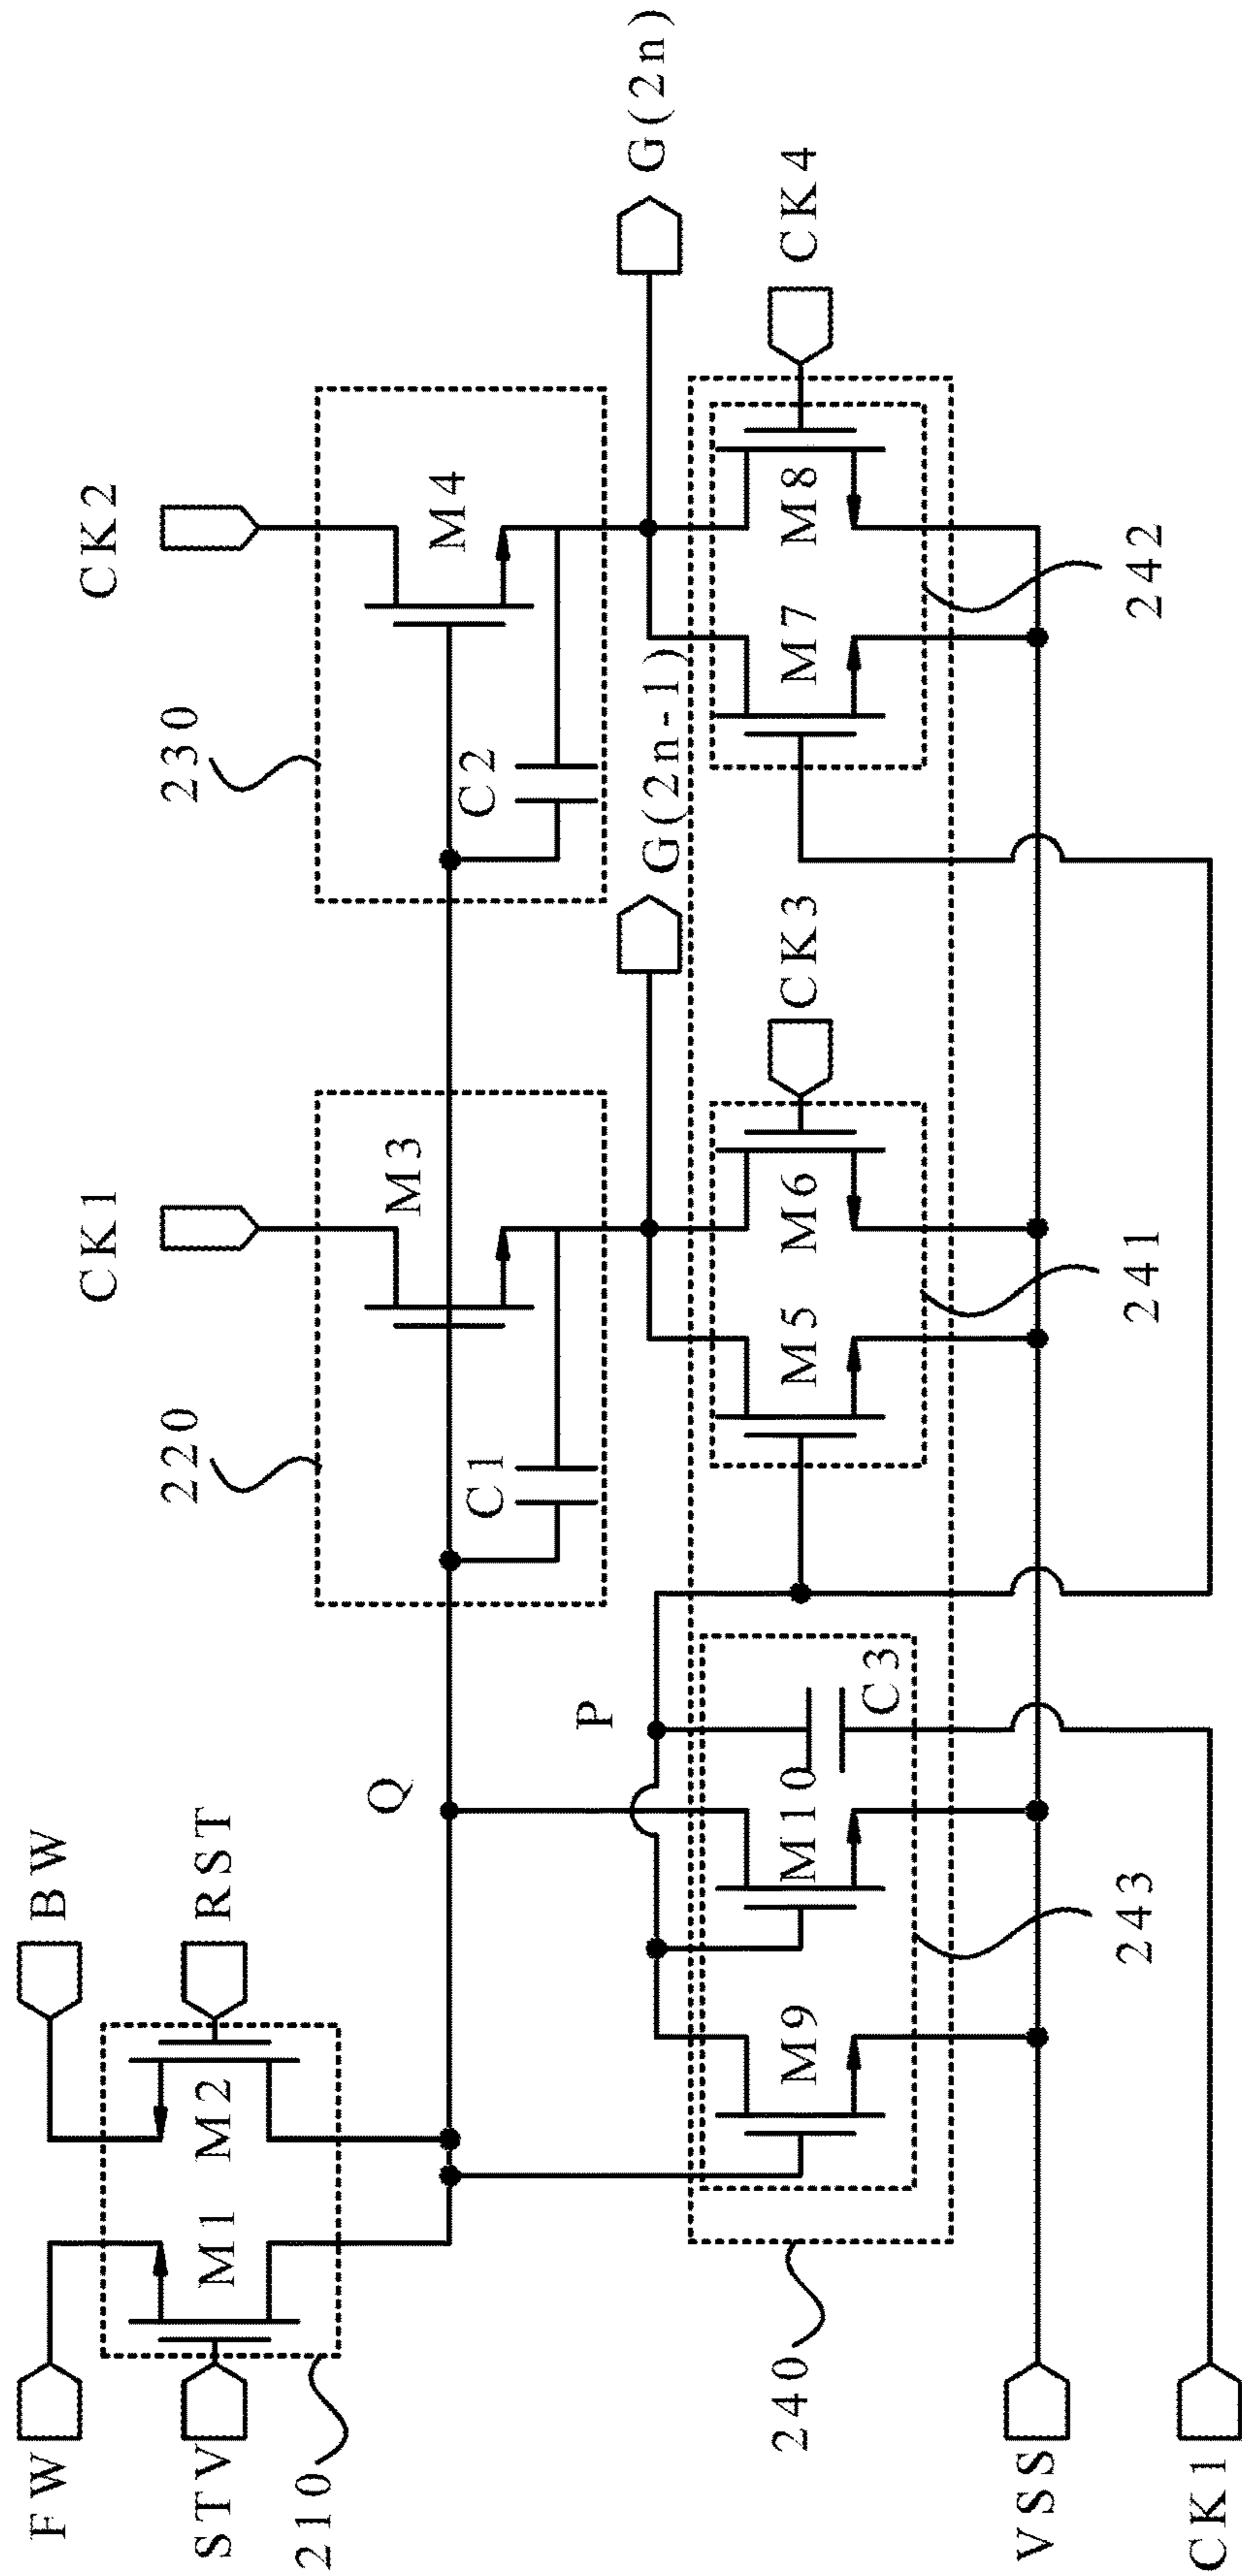 FW
BW
CK1
CK2
220
230
STV
M1
M2
RST
210
Q
M3
M4
C1
C2
P
G(2n-1)
G(2n)
240
M9
M10
M5
M6
CK3
M7
M8
CK4
C3
VSS
243
241
242
CK1